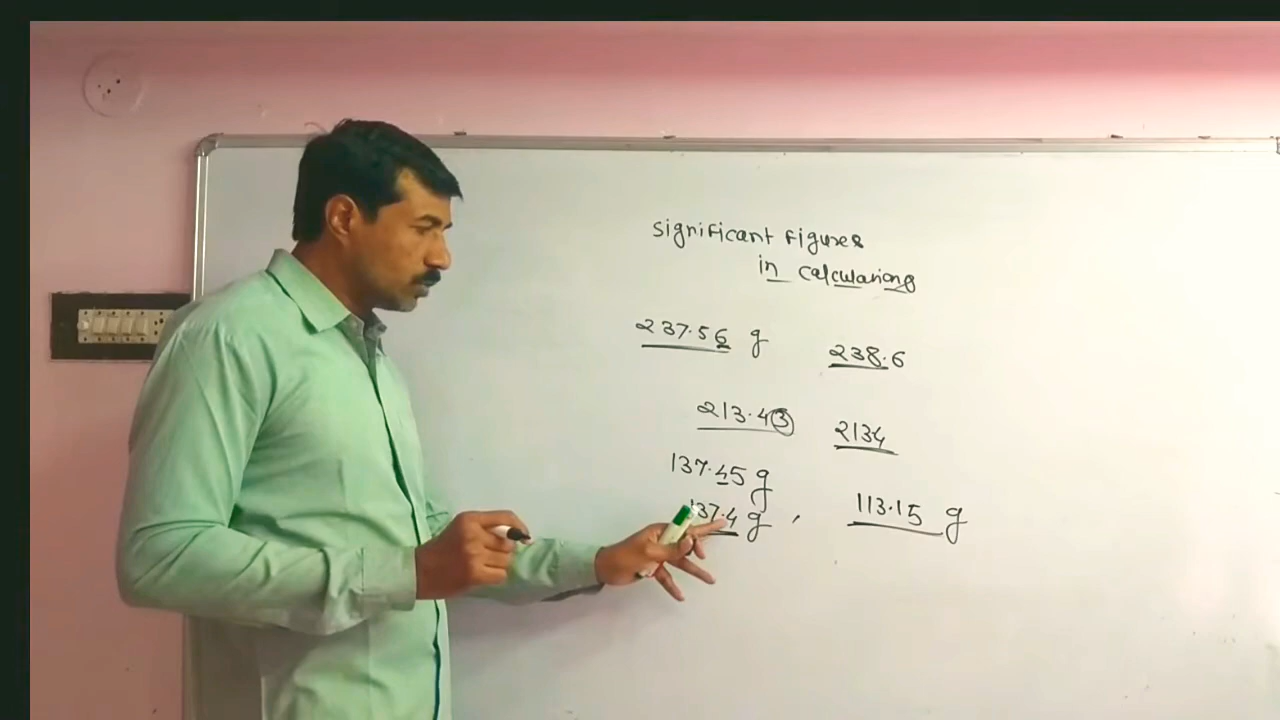 significant figures
in calculations
237.56 g
238.6
213.43
2134
137.45 g
137.4 g , 113.15 g